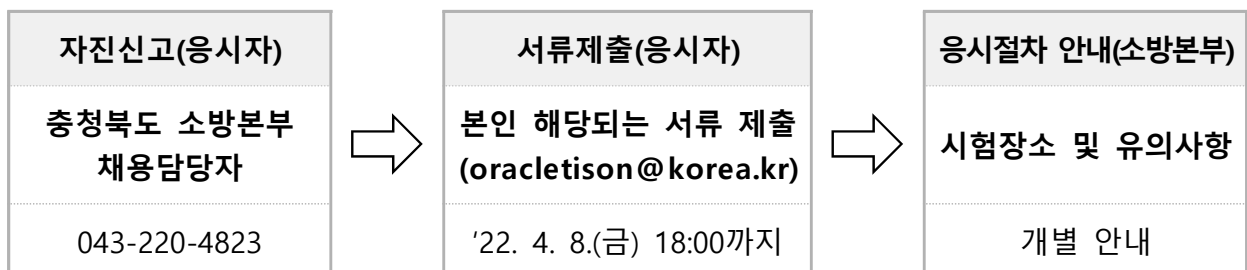 자진신고(응시자)
충청북도 소방본부
채용담당자
043-220-4823
서류제출(응시자)
본인 해당되는 서류 제출
(oracletison@korea.kr)
'22. 4. 8.(금) 18:00까지
응시절차 안내(소방본부)
시험장소 및 유의사항
개별 안내